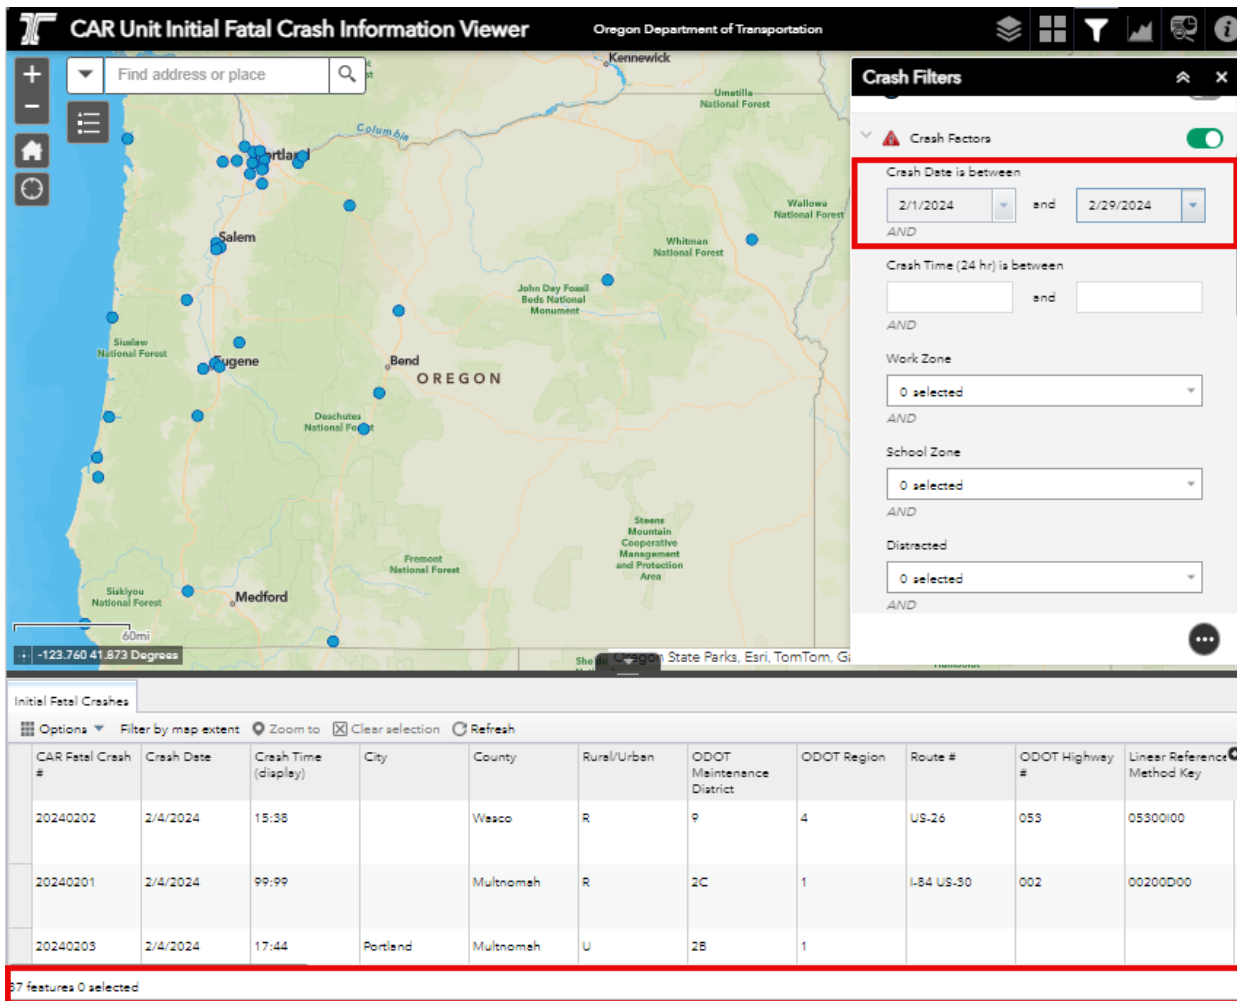 CAR Unit Initial Fatal Crash Information Viewer
Oregon Department of Transportation
Find address or place
Kennewick
Umatilla
National Forest
Columbia
Portland
Wallowa
National Forest
Salem
Whitman
National Forest
John Day Fossil
Beds National
Monument
Siuslaw
National Forest
Eugene
Bend
OREGON
Deschutes
National Forest
Steens
Mountain
Cooperative
Management
and Protection
Area
Fremont
National Forest
Siskiyou
National Forest
Medford
60mi
-123.760 41.873 Degrees
Oregon State Parks, Esri, TomTom, G
Crash Filters
Crash Factors
Crash Date is between
2/1/2024 and 2/29/2024
AND
Crash Time (24 hr) is between
and
AND
Work Zone
0 selected
AND
School Zone
0 selected
AND
Distracted
0 selected
AND
Initial Fatal Crashes
Options Filter by map extent Zoom to Clear selection Refresh
CAR Fatal Crash # Crash Date Crash Time (display) City County Rural/Urban ODOT Maintenance District ODOT Region Route # ODOT Highway # Linear Reference Method Key
20240202 2/4/2024 15:38 Wasco R 9 4 US-26 053 05300I00
20240201 2/4/2024 99:99 Multnomah R 2C 1 I-84 US-30 002 00200D00
20240203 2/4/2024 17:44 Portland Multnomah U 2B 1
37 features 0 selected